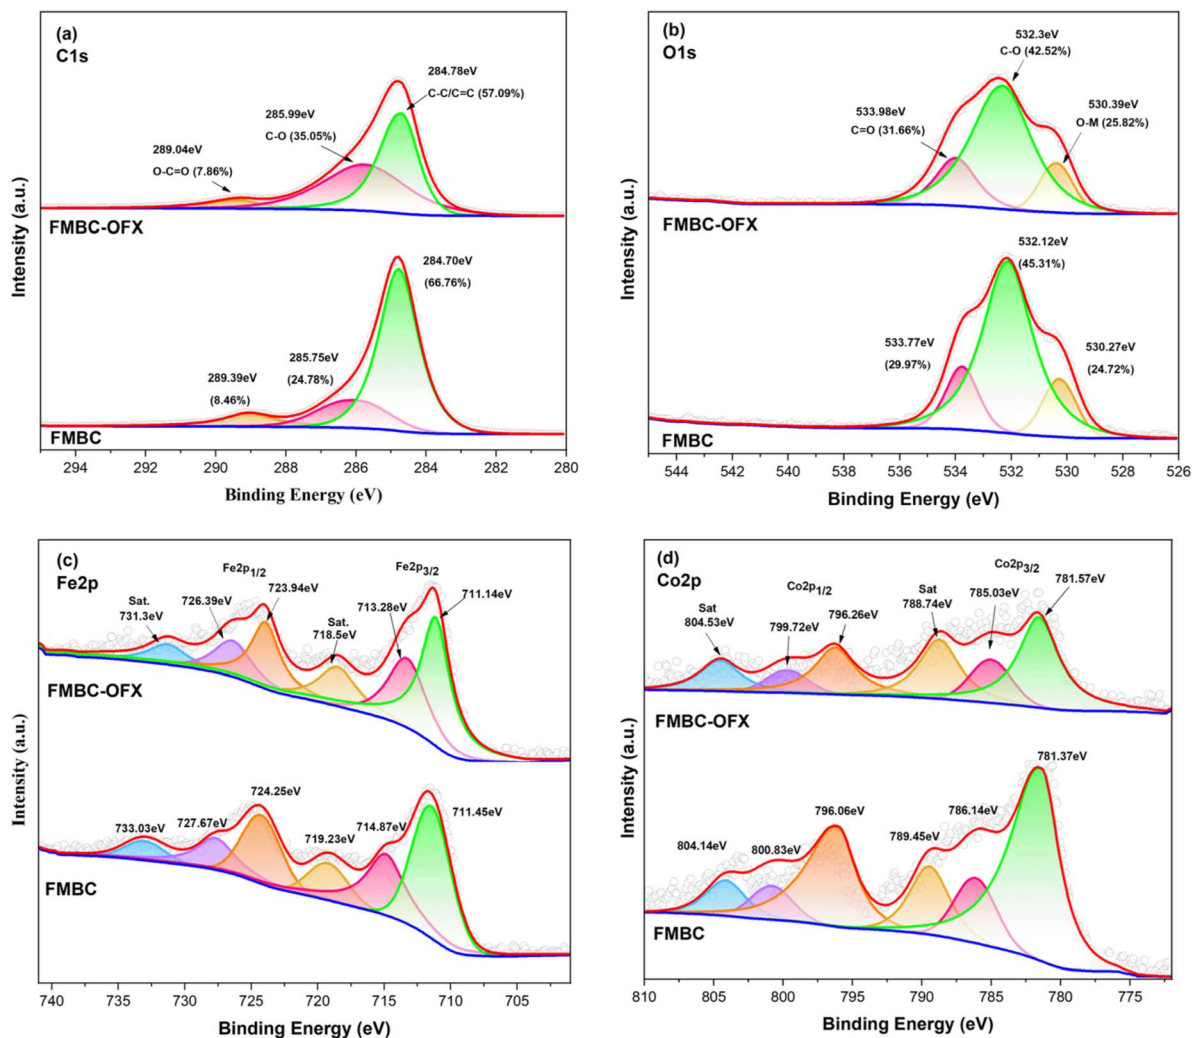 (a)
C1s
284.78eV
C-C/C=C (57.09%)
285.99eV
C-O (35.05%)
289.04eV
O-C=O (7.86%)
FMBC-OFX
284.70eV
(66.76%)
285.75eV
(24.78%)
289.39eV
(8.46%)
FMBC
Intensity (a.u.)
294 292 290 288 286 284 282 280
Binding Energy (eV)
(b)
O1s
532.3eV
C-O (42.52%)
533.98eV
C=O (31.66%)
530.39eV
O-M (25.82%)
FMBC-OFX
532.12eV
(45.31%)
533.77eV
(29.97%)
530.27eV
(24.72%)
FMBC
Intensity (a.u.)
544 542 540 538 536 534 532 530 528 526
Binding Energy (eV)
(c)
Fe2p
Fe2p1/2
Fe2p3/2
Sat.
731.3eV
726.39eV
723.94eV
Sat.
718.5eV
713.28eV
711.14eV
FMBC-OFX
733.03eV
727.67eV
724.25eV
719.23eV
714.87eV
711.45eV
FMBC
Intensity (a.u.)
740 735 730 725 720 715 710 705
Binding Energy (eV)
(d)
Co2p
Co2p1/2
Co2p3/2
Sat
804.53eV
799.72eV
796.26eV
Sat
788.74eV
785.03eV
781.57eV
FMBC-OFX
804.14eV
800.83eV
796.06eV
789.45eV
786.14eV
781.37eV
FMBC
Intensity (a.u.)
810 805 800 795 790 785 780 775
Binding Energy (eV)